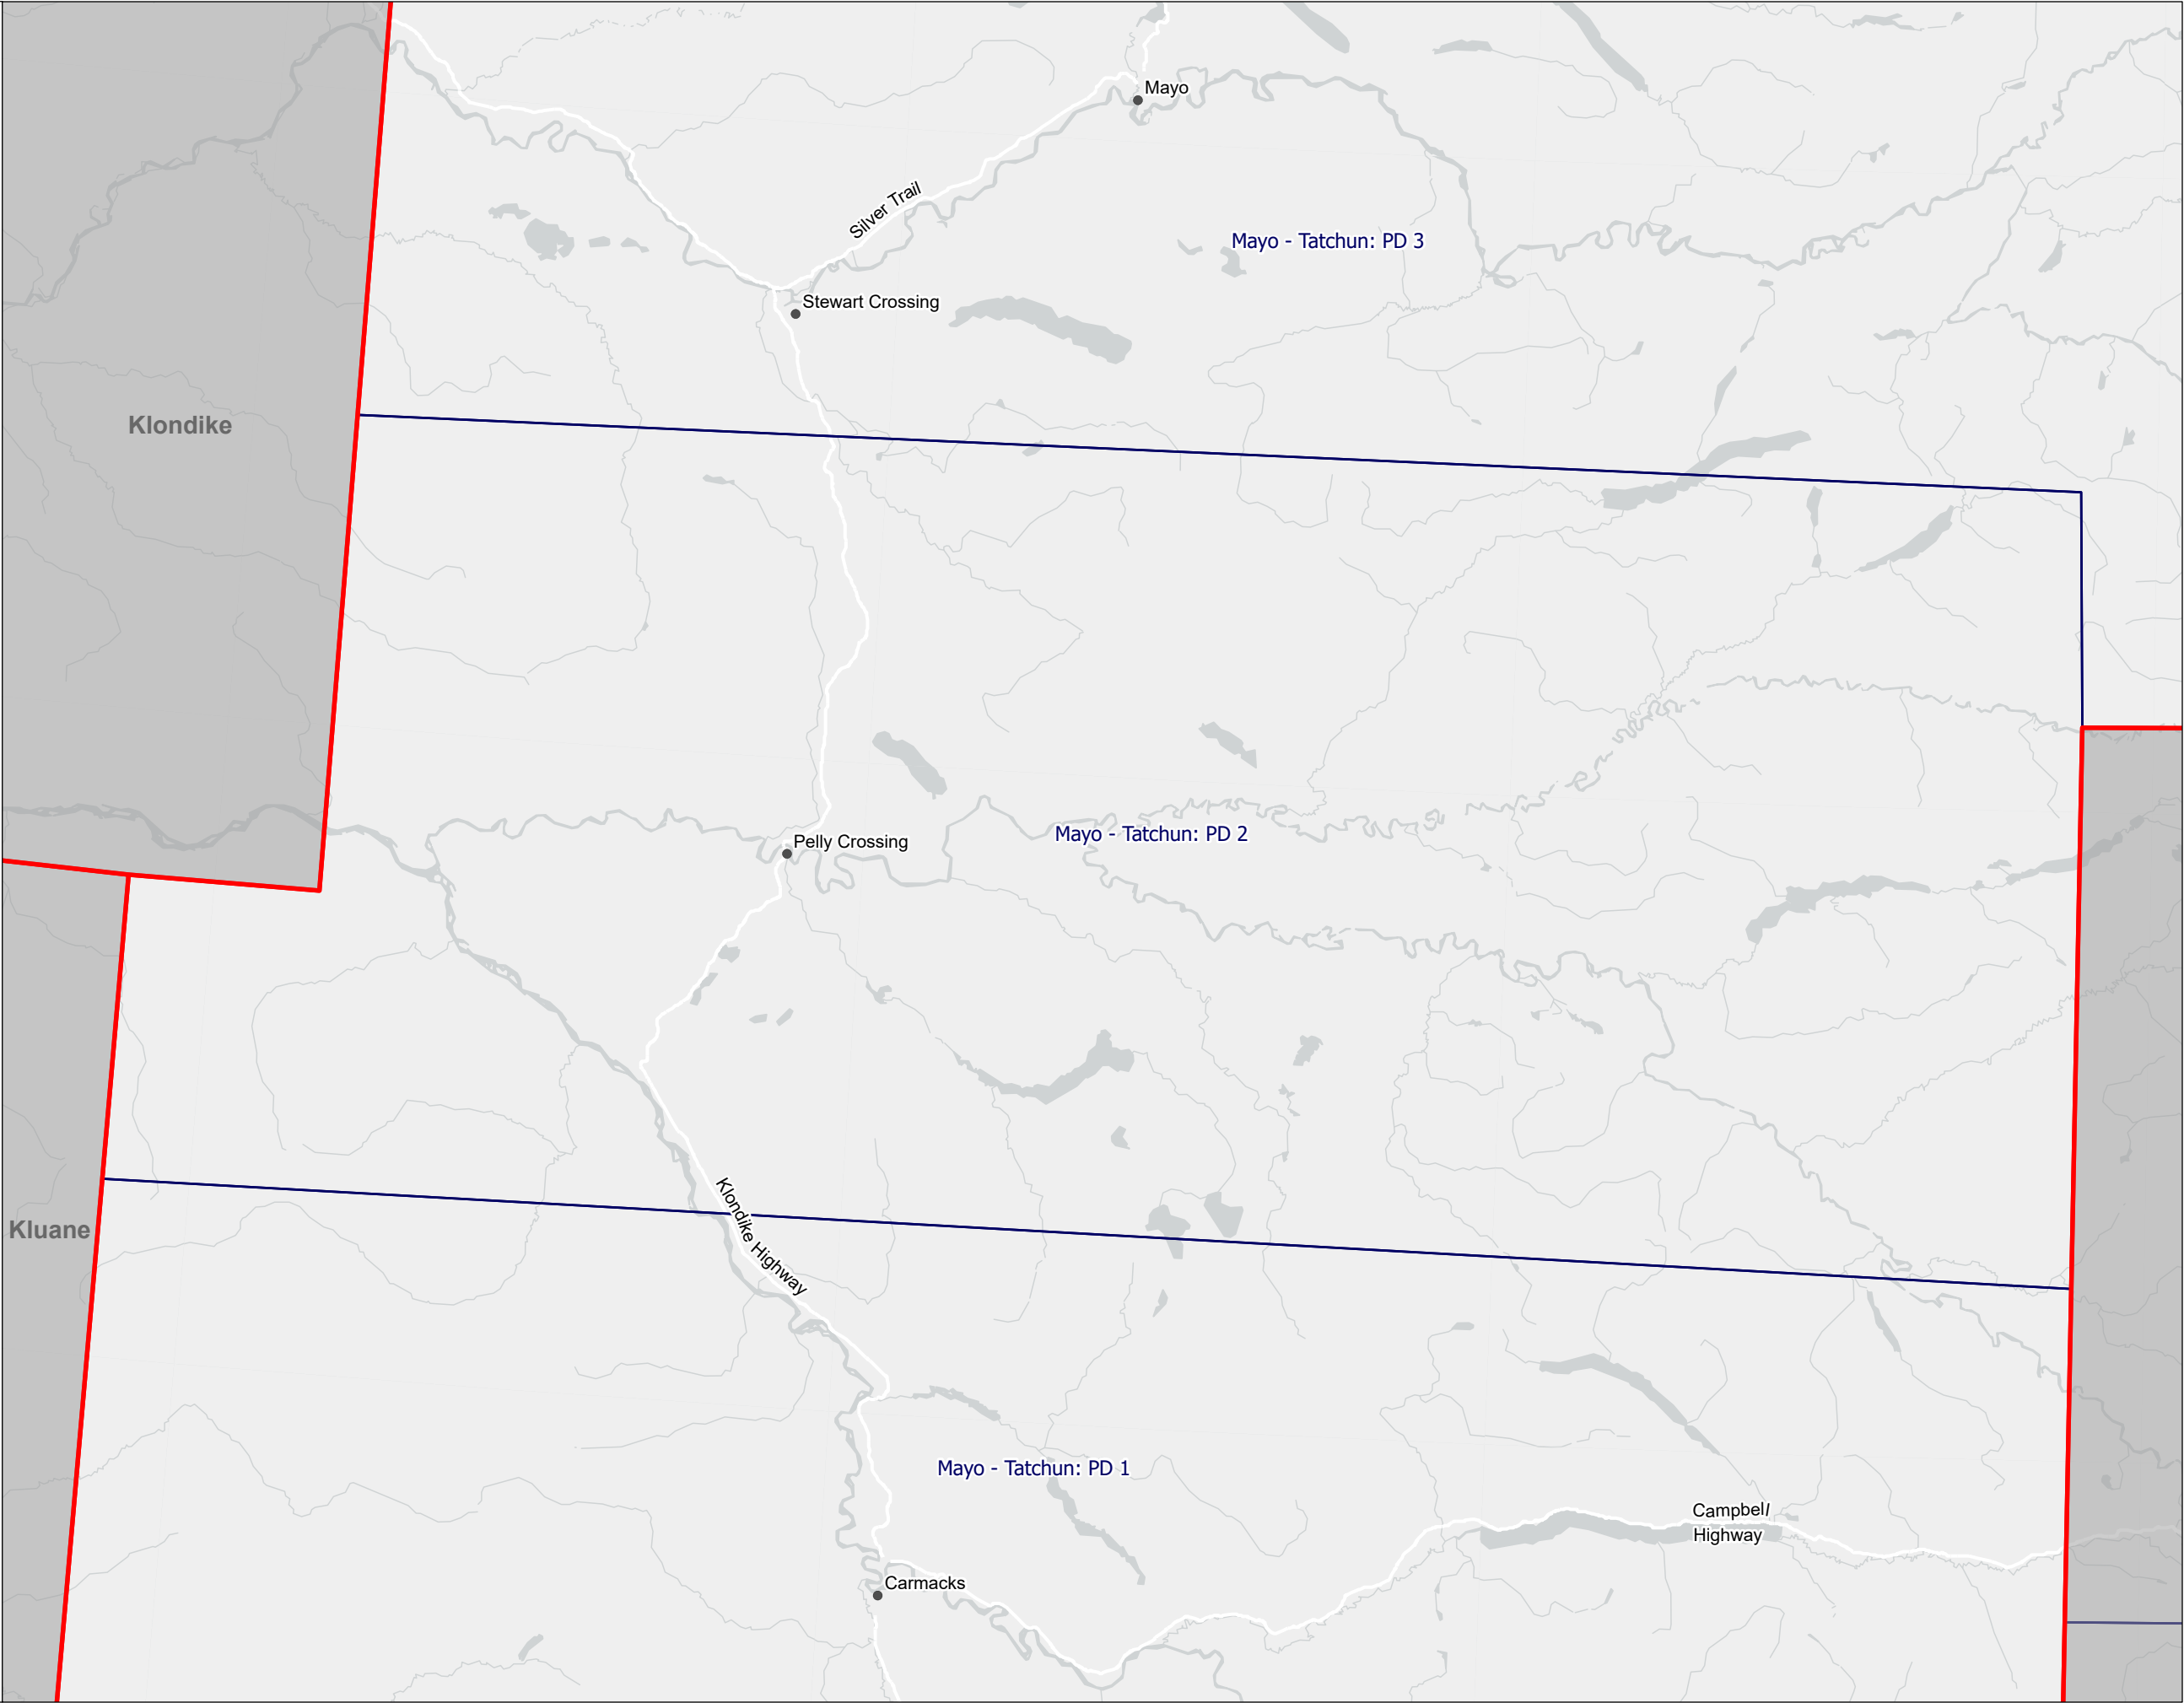 Mayo
Silver Trail
Mayo - Tatchun: PD 3
Stewart Crossing
Klondike
Mayo - Tatchun: PD 2
Pelly Crossing
Kluane
Klondike Highway
Mayo - Tatchun: PD 1
Campbell
Highway
Carmacks